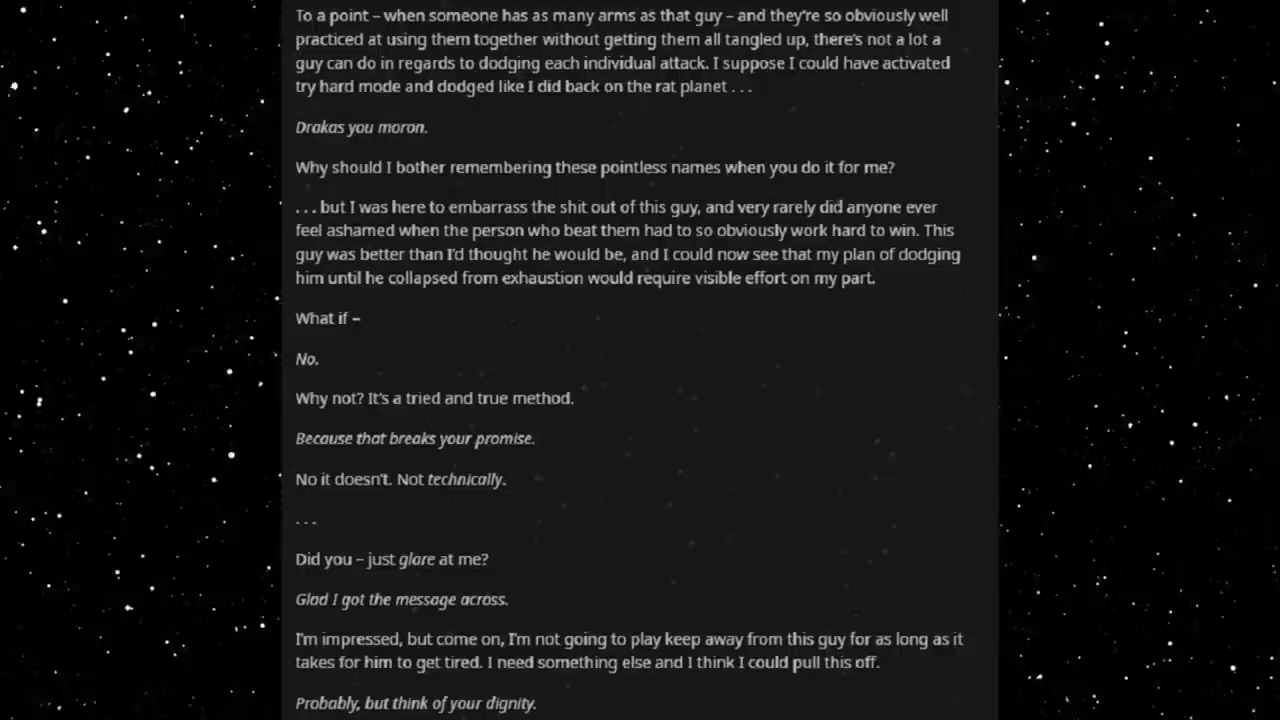 To a point – when someone has as many arms as that guy – and they're so obviously well
practiced at using them together without getting them all tangled up, there's not a lot a
guy can do in regards to dodging each individual attack. I suppose I could have activated
try hard mode and dodged like I did back on the rat planet . . .
Drakas you moron.
Why should I bother remembering these pointless names when you do it for me?
. . . but I was here to embarrass the shit out of this guy, and very rarely did anyone ever
feel ashamed when the person who beat them had to so obviously work hard to win. This
guy was better than I'd thought he would be, and I could now see that my plan of dodging
him until he collapsed from exhaustion would require visible effort on my part.
What if –
No.
Why not? It's a tried and true method.
Because that breaks your promise.
No it doesn't. Not technically.
. . .
Did you – just glare at me?
Glad I got the message across.
I'm impressed, but come on, I'm not going to play keep away from this guy for as long as it
takes for him to get tired. I need something else and I think I could pull this off.
Probably, but think of your dignity.